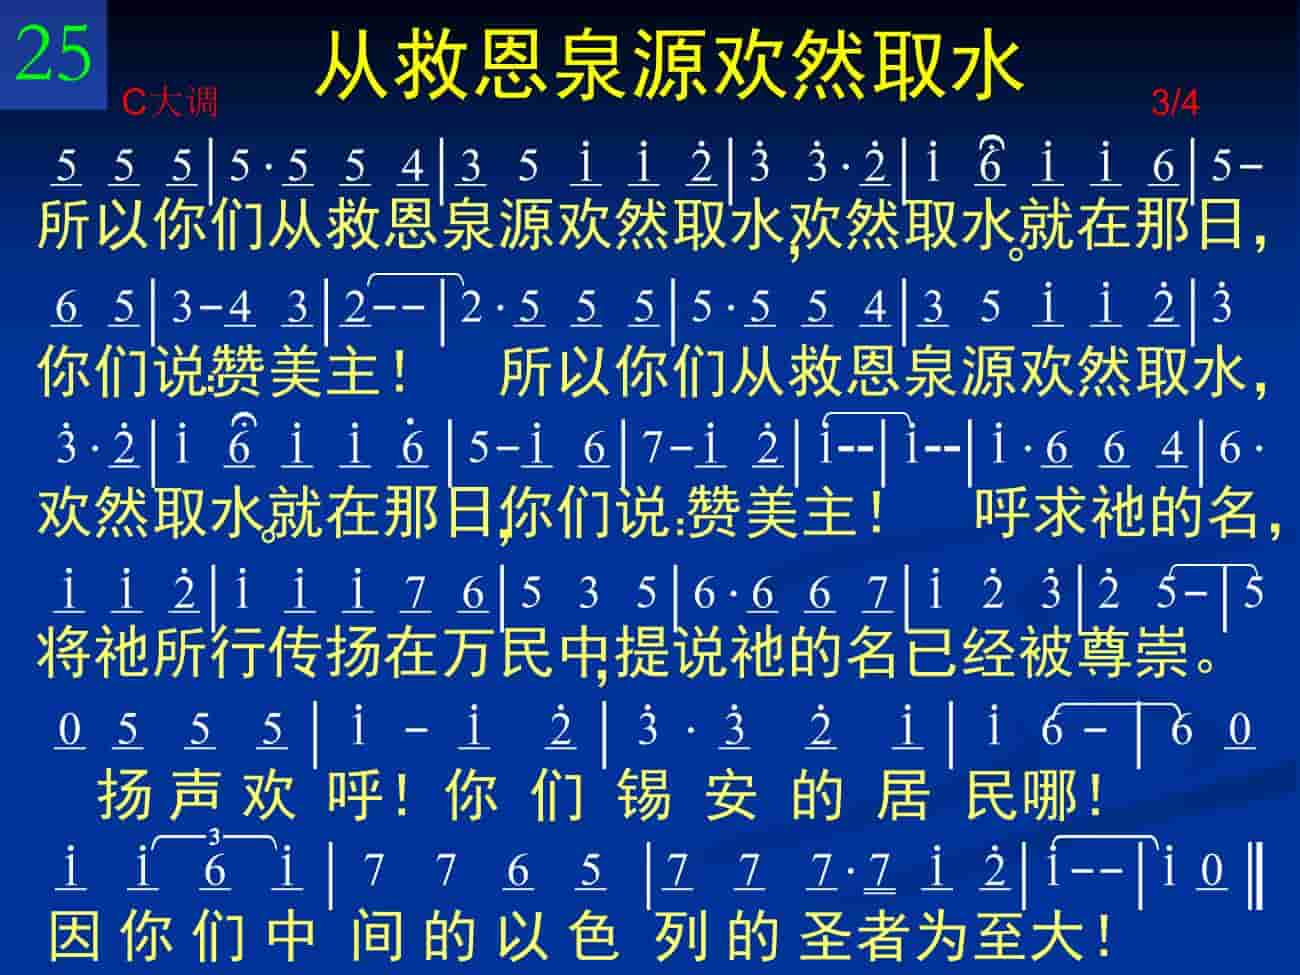 25
从救恩泉源欢然取水
C大调
3/4
5 5 5 | 5 · 5 5 4 | 3 5 i i 2̇ | 3̇ 3̇ · 2̇ | i 6̇ i i 6 | 5 –
所以你们从救恩泉源欢然取水,欢然取水。就在那日，
6 5 | 3 – 4 3 | 2 – – | 2 · 5 5 5 | 5 · 5 5 4 | 3 5 i i 2̇ | 3̇
你们说:赞美主！ 所以你们从救恩泉源欢然取水，
3̇ · 2̇ | i 6̇ i i 6̇ | 5 – i 6 | 7 – i 2̇ | i - - | i - - | i · 6 6 4 | 6 ·
欢然取水。就在那日,你们说:赞美主！ 呼求祂的名，
i i 2̇ | i i i 7 6 | 5 3 5 | 6 · 6 6 7 | i 2̇ 3̇ | 2̇ 5 – | 5
将祂所行传扬在万民中,提说祂的名已经被尊崇。
0 5 5 5 | i – i 2̇ | 3̇ · 3̇ 2̇ i | i 6 – | 6 0
扬声欢呼！你们锡安的居民哪！
3
i i 6 i | 7 7 6 5 | 7 7 7 · 7 i 2̇ | i – – | i 0
因你们中间的以色列的圣者为至大！